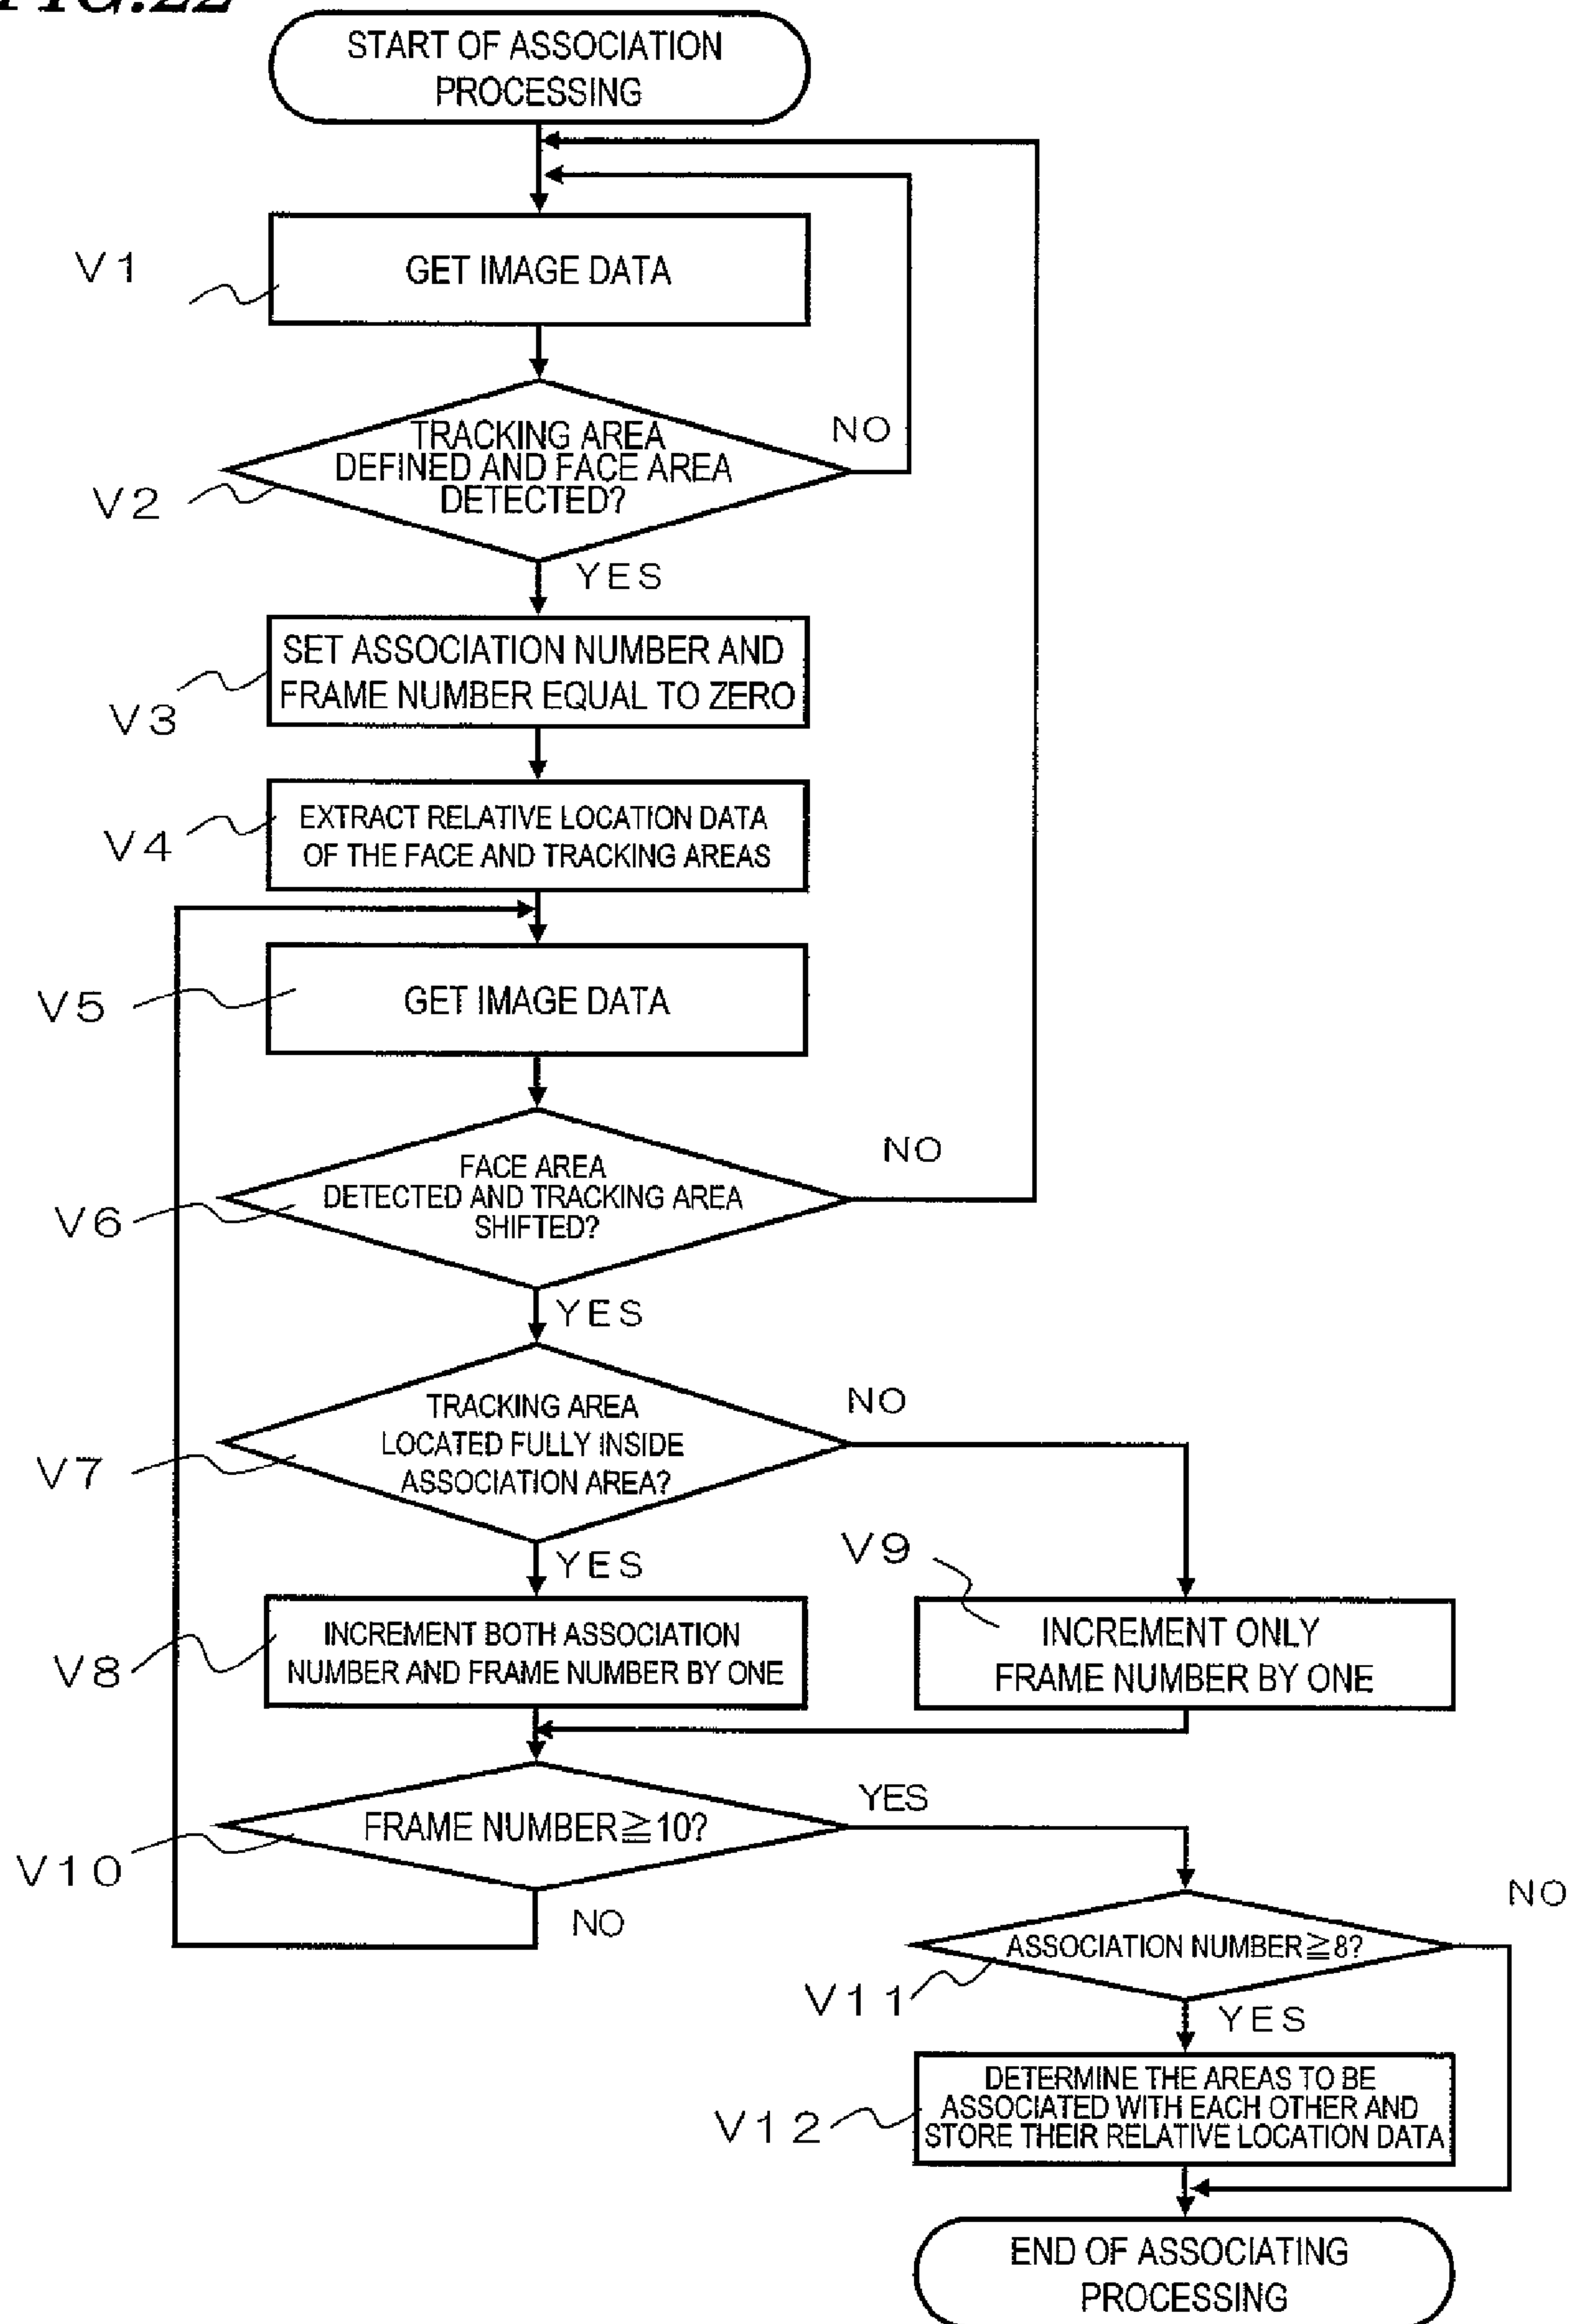 FIG.22
START OF ASSOCIATION
PROCESSING
V1
GET IMAGE DATA
V2
TRACKING AREA
DEFINED AND FACE AREA
DETECTED?
NO
YES
V3
SET ASSOCIATION NUMBER AND
FRAME NUMBER EQUAL TO ZERO
V4
EXTRACT RELATIVE LOCATION DATA
OF THE FACE AND TRACKING AREAS
V5
GET IMAGE DATA
V6
FACE AREA
DETECTED AND TRACKING AREA
SHIFTED?
NO
YES
V7
TRACKING AREA
LOCATED FULLY INSIDE
ASSOCIATION AREA?
NO
YES
V8
INCREMENT BOTH ASSOCIATION
NUMBER AND FRAME NUMBER BY ONE
V9
INCREMENT ONLY
FRAME NUMBER BY ONE
V10
FRAME NUMBER≧10?
YES
NO
V11
ASSOCIATION NUMBER≧8?
NO
YES
V12
DETERMINE THE AREAS TO BE
ASSOCIATED WITH EACH OTHER AND
STORE THEIR RELATIVE LOCATION DATA
END OF ASSOCIATING
PROCESSING